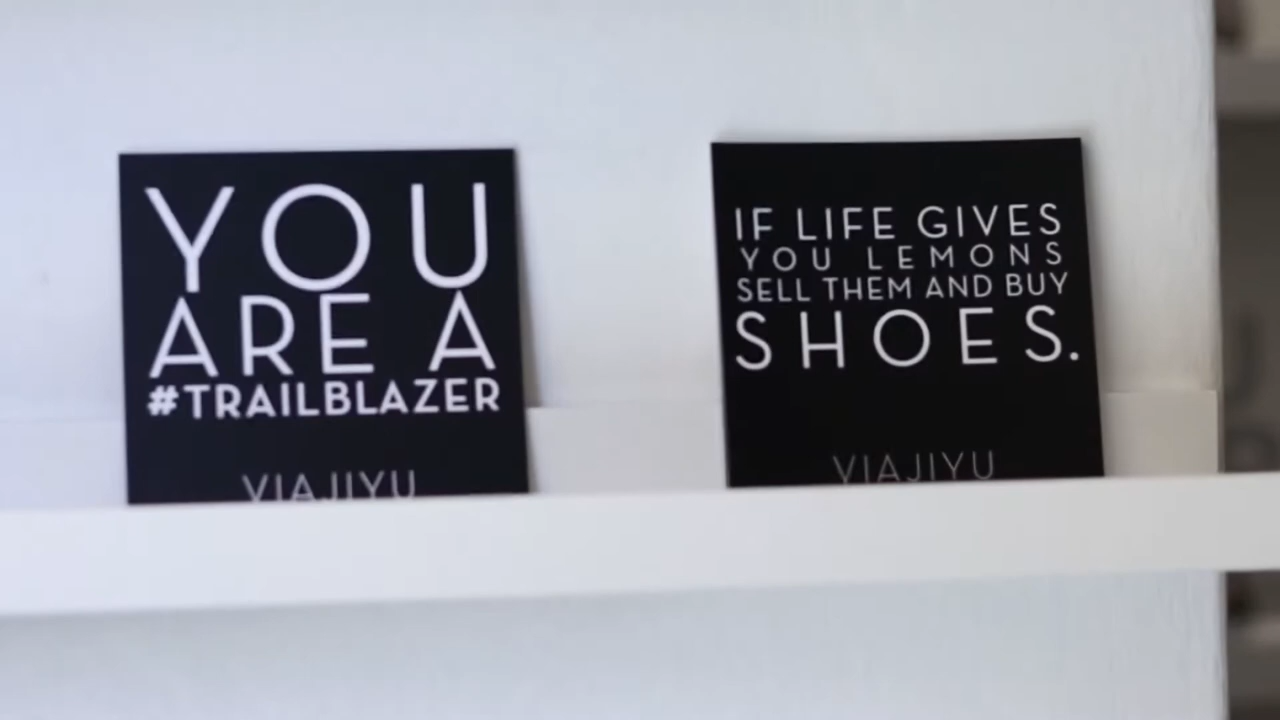 YOU
ARE A
#TRAILBLAZER
VIAJIYU
IF LIFE GIVES
YOU LEMONS
SELL THEM AND BUY
SHOES.
VIAJIYU